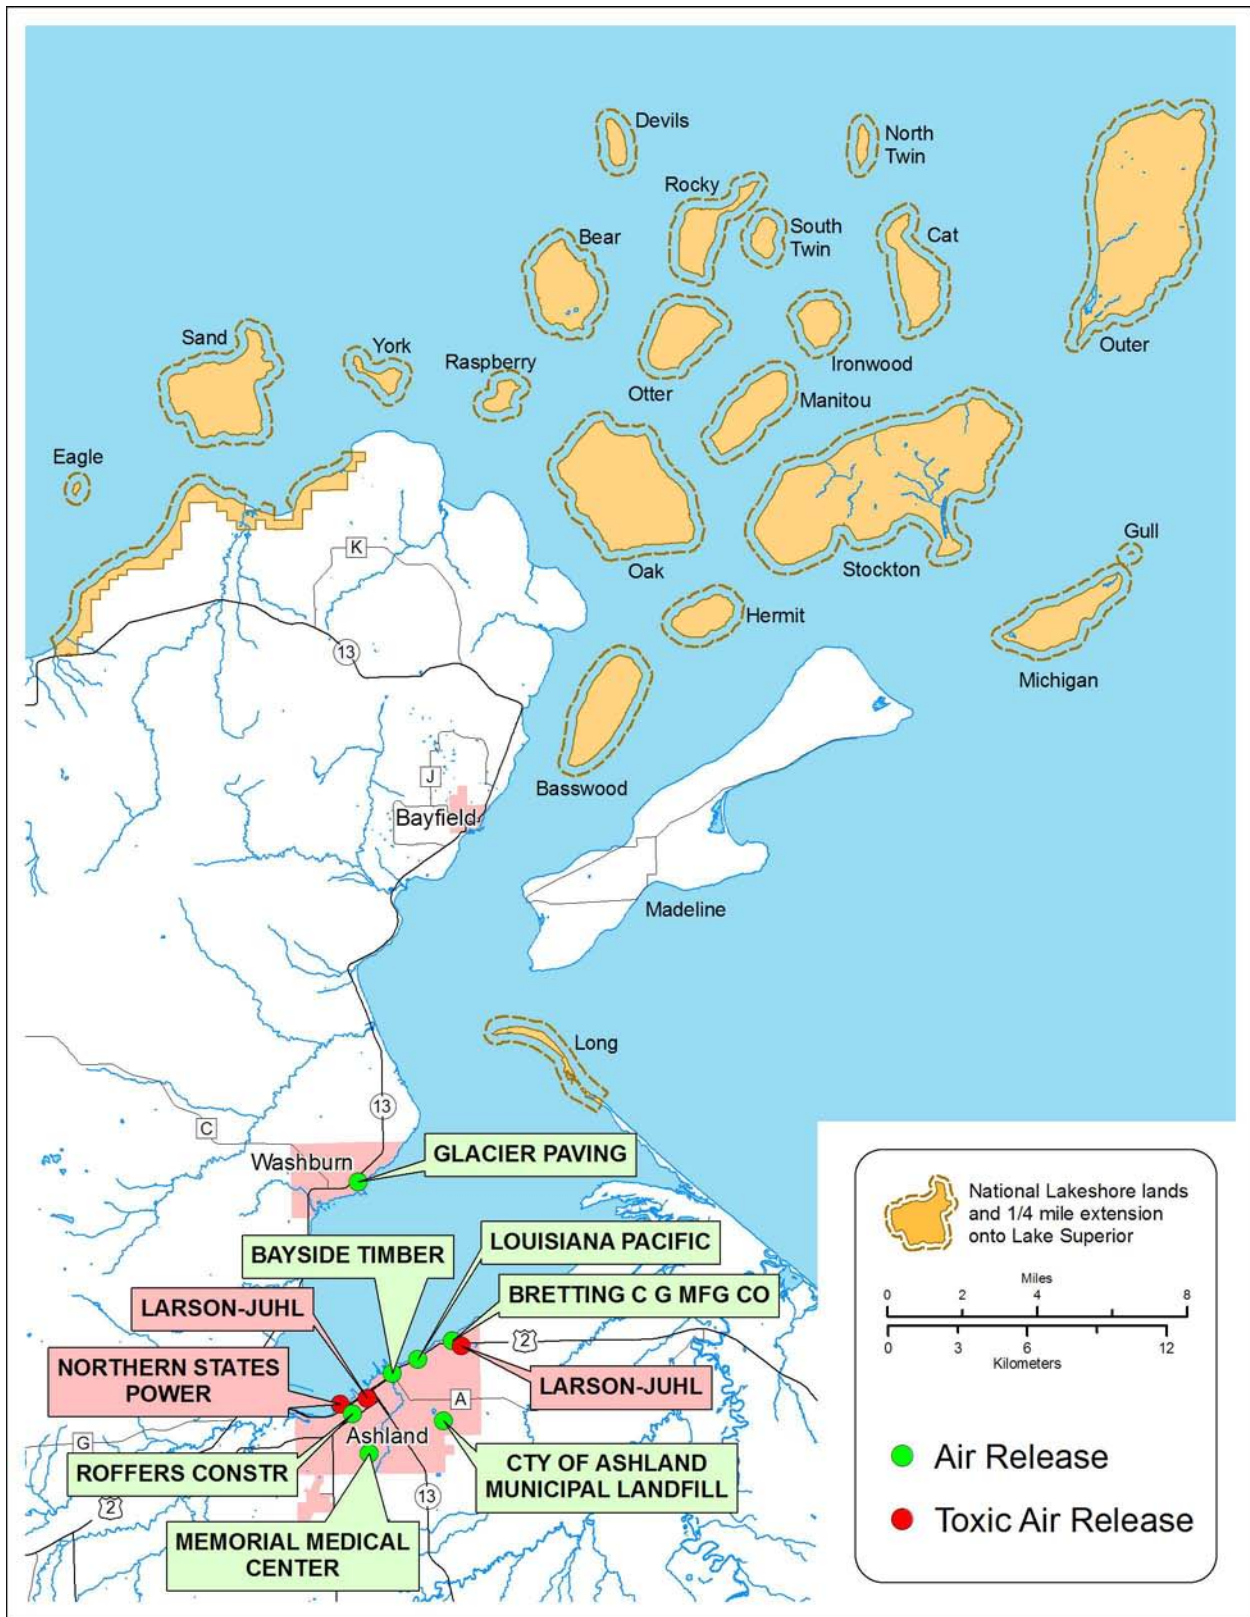 Devils
North
Twin
Rocky
South
Twin
Bear
Cat
Sand
York
Raspberry
Ironwood
Outer
Otter
Manitou
Eagle
K
Gull
Oak
Stockton
Hermit
13
Michigan
J
Basswood
Bayfield
Madeline
Long
13
C
Washburn
GLACIER PAVING
BAYSIDE TIMBER
LOUISIANA PACIFIC
BRETTING C G MFG CO
LARSON-JUHL
2
NORTHERN STATES
POWER
LARSON-JUHL
A
G
Ashland
ROFFERS CONSTR
CTY OF ASHLAND
MUNICIPAL LANDFILL
2
13
MEMORIAL MEDICAL
CENTER
National Lakeshore lands
and 1/4 mile extension
onto Lake Superior
Miles
0 2 4 8
0 3 6 12
Kilometers
Air Release
Toxic Air Release